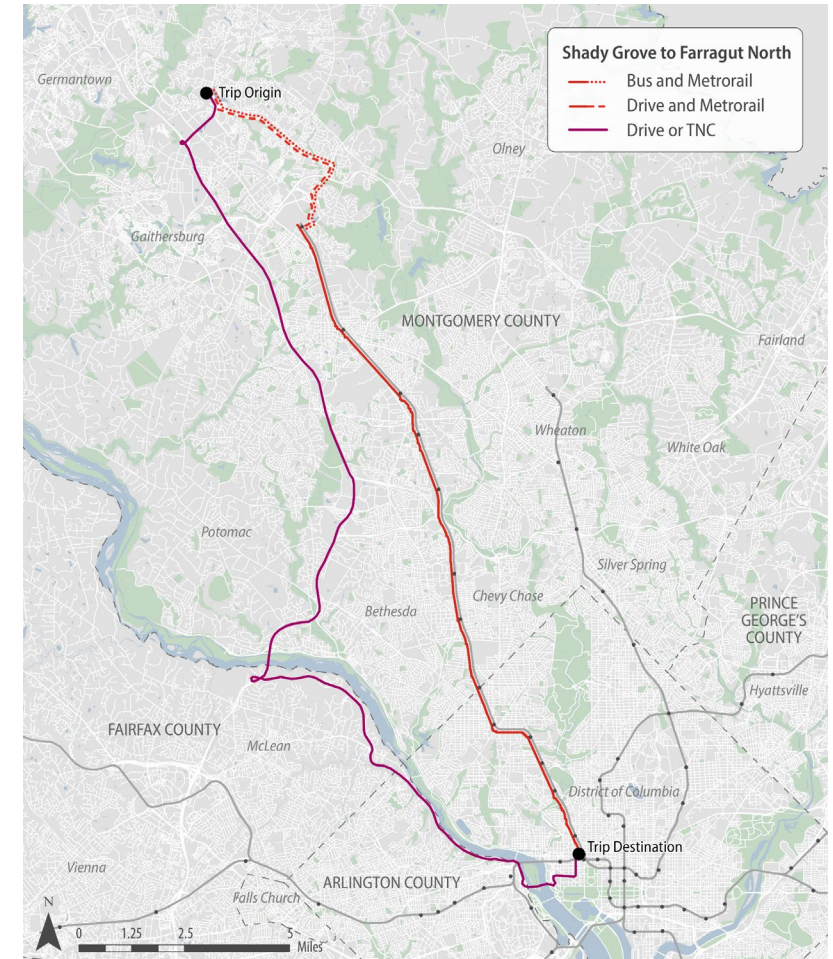 Shady Grove to Farragut North
Bus and Metrorail
Drive and Metrorail
Drive or TNC
Germantown
Trip Origin
Olney
Gaithersburg
MONTGOMERY COUNTY
Fairland
Wheaton
White Oak
Potomac
Silver Spring
Chevy Chase
Bethesda
PRINCE
GEORGE'S
COUNTY
Hyattsville
FAIRFAX COUNTY
McLean
District of Columbia
Trip Destination
Vienna
ARLINGTON COUNTY
Falls Church
N
0 1.25 2.5 5
Miles